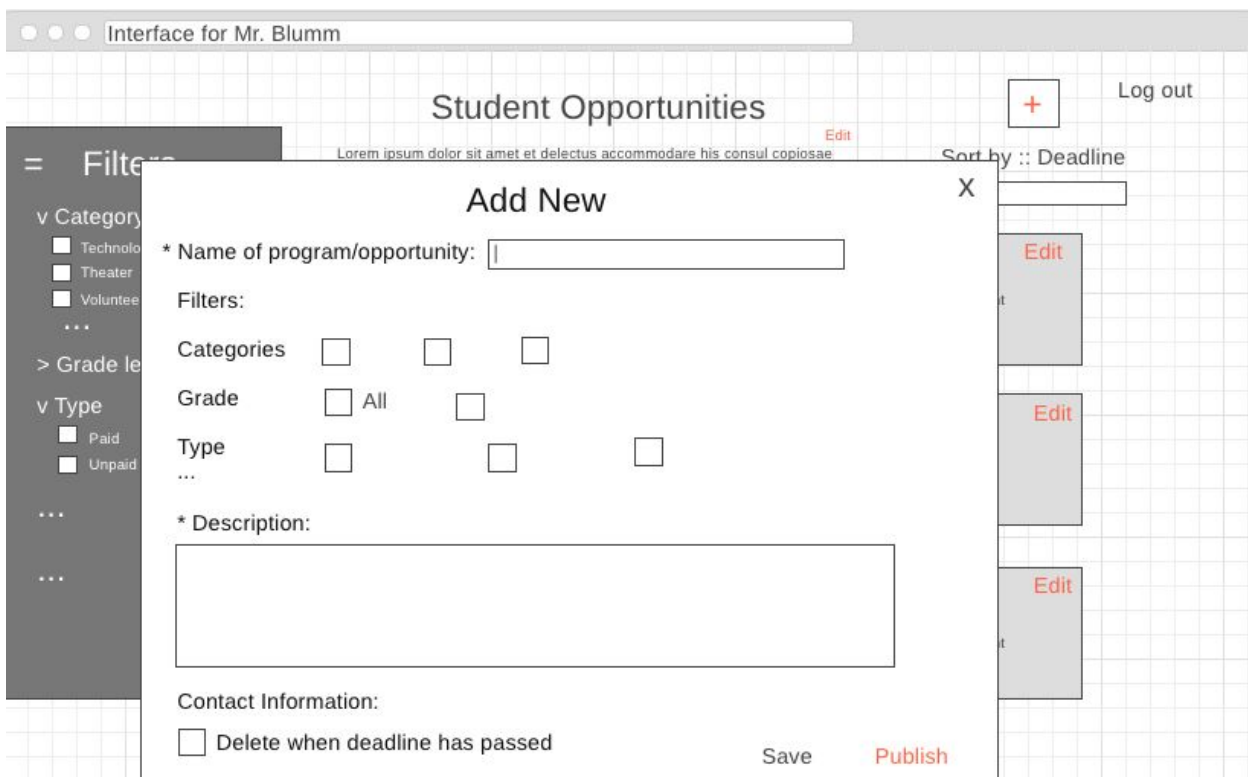 Interface for Mr. Blumm
Student Opportunities
+
Log out
Edit
Lorem ipsum dolor sit amet et delectus accommodare his consul copiosae
= Filters
Sort by :: Deadline
v Category
Technolo
Theater
Voluntee
...
> Grade le
v Type
Paid
Unpaid
...
...
Add New
X
* Name of program/opportunity:
Filters:
Categories
Grade
All
Type
...
* Description:
Contact Information:
Delete when deadline has passed
Save
Publish
Edit
Edit
Edit